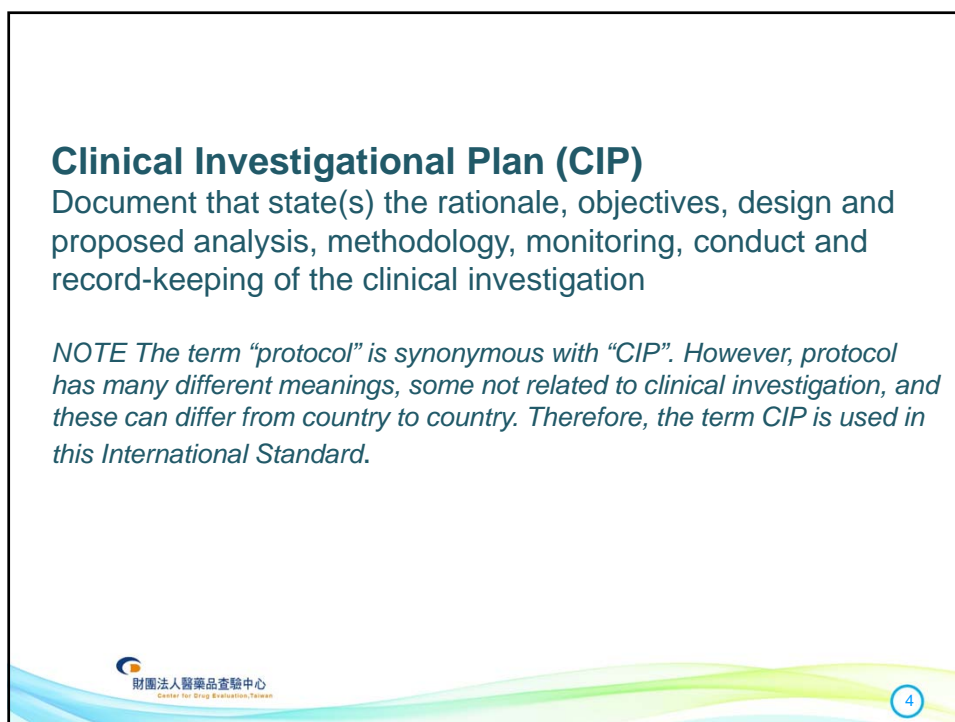 Clinical Investigational Plan (CIP)
Document that state(s) the rationale, objectives, design and
proposed analysis, methodology, monitoring, conduct and
record-keeping of the clinical investigation
NOTE The term “protocol” is synonymous with “CIP”. However, protocol
has many different meanings, some not related to clinical investigation, and
these can differ from country to country. Therefore, the term CIP is used in
this International Standard.
財團法人醫藥品查驗中心
Center for Drug Evaluation,Taiwan
4